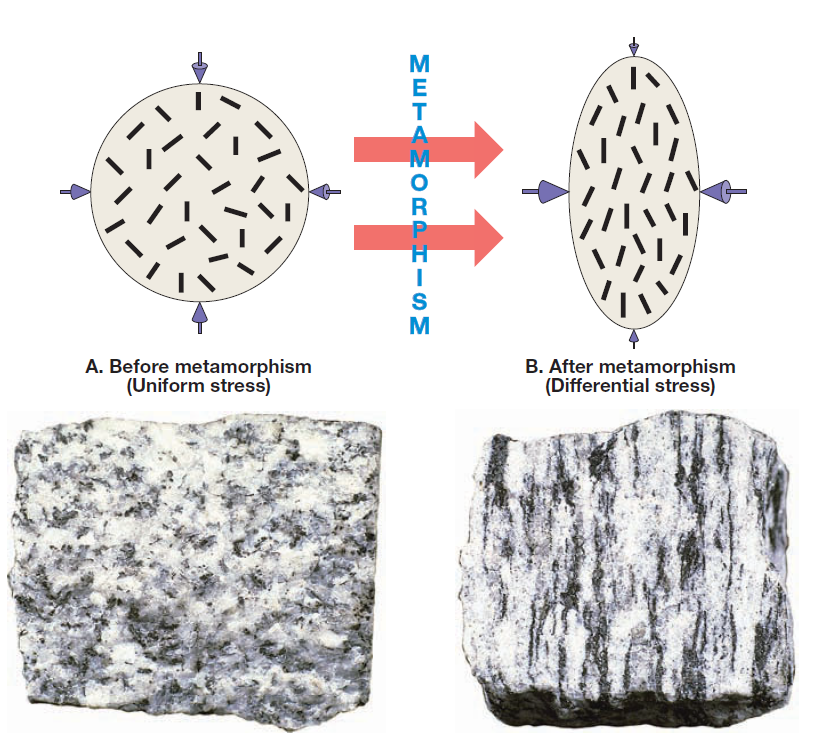 METAMORPHISM
A. Before metamorphism
(Uniform stress)
B. After metamorphism
(Differential stress)